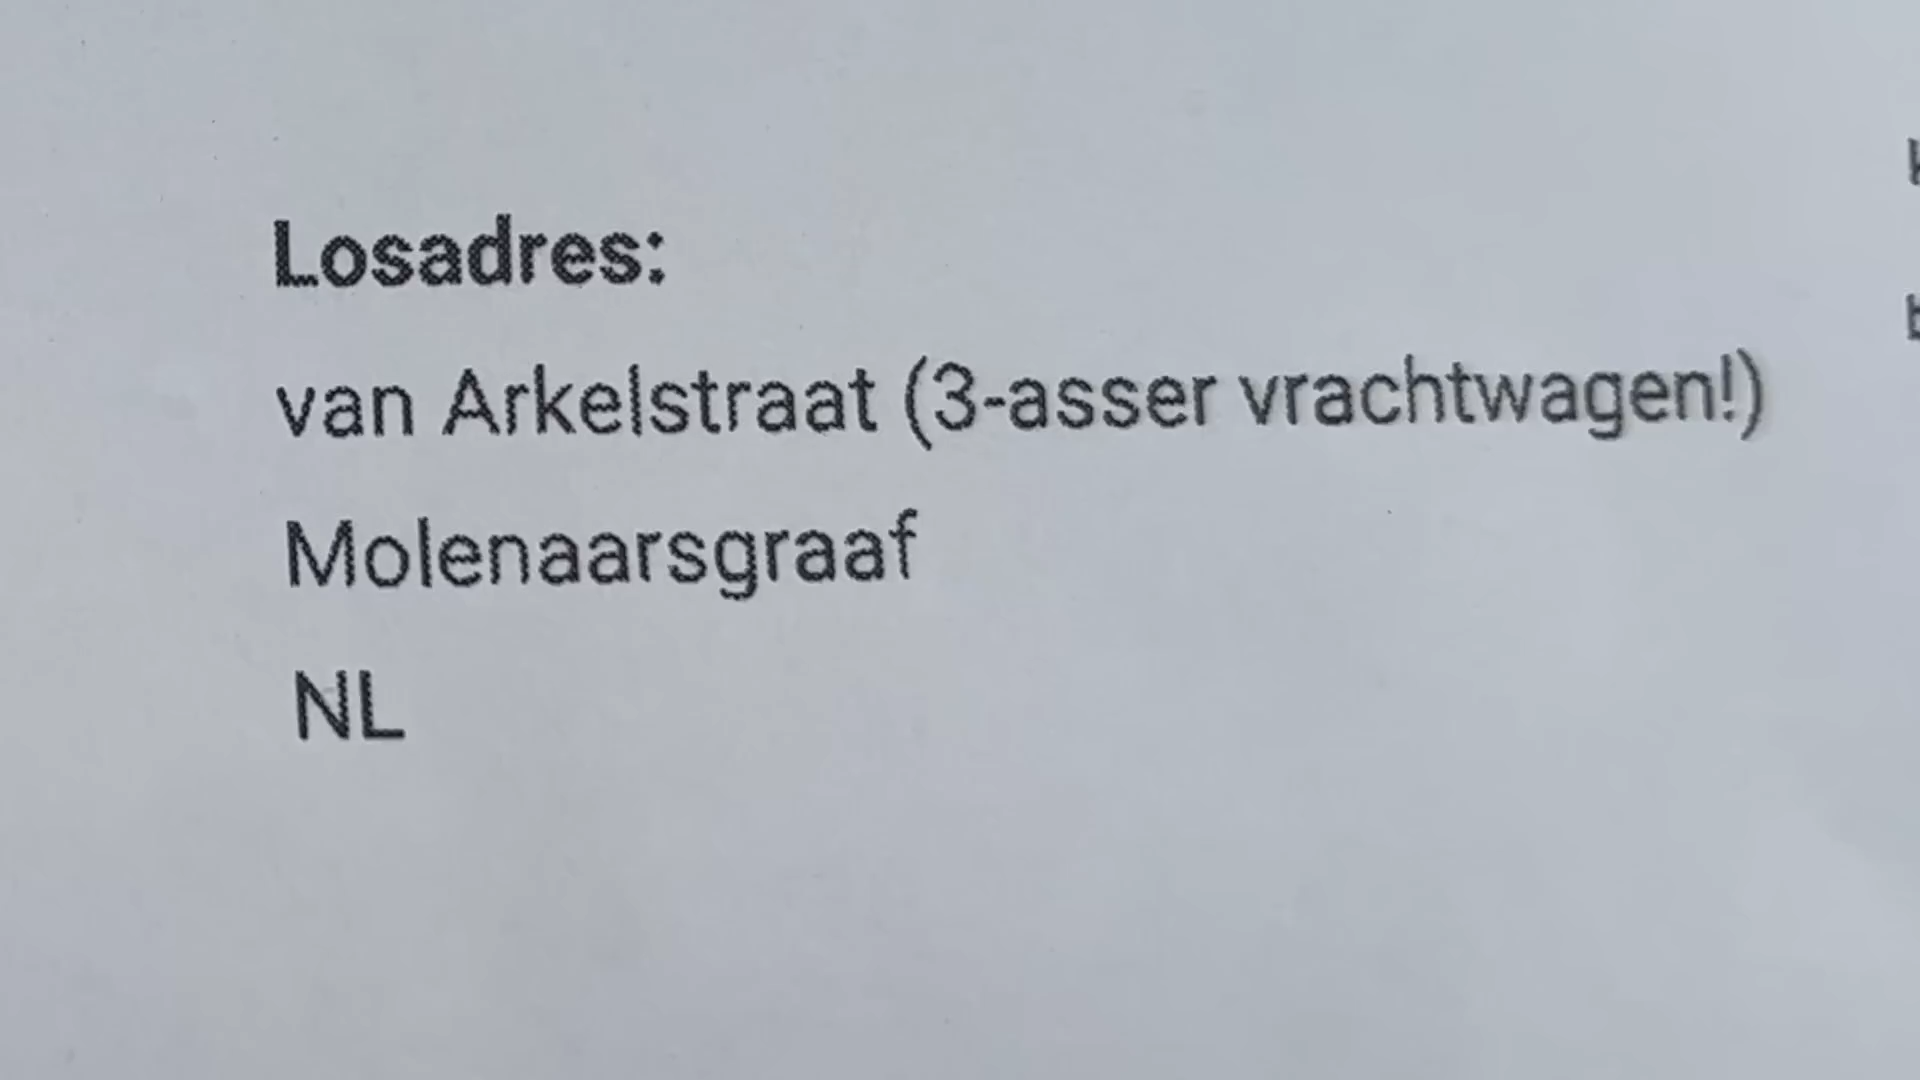 Losadres:
van Arkelstraat (3-asser vrachtwagen!)
Molenaarsgraaf
NL